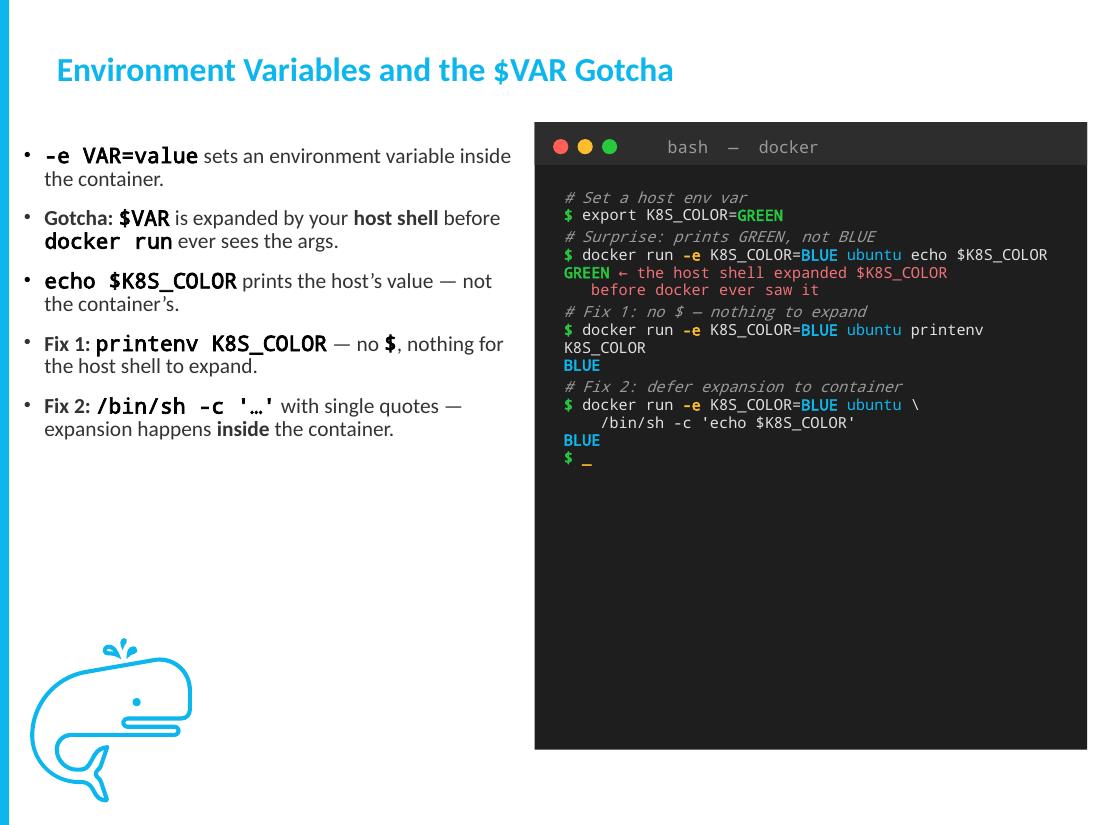 Environment Variables and the $VAR Gotcha
• -e VAR=value sets an environment variable inside
the container.
• Gotcha: $VAR is expanded by your host shell before
docker run ever sees the args.
• echo $K8S_COLOR prints the host’s value — not
the container’s.
• Fix 1: printenv K8S_COLOR — no $, nothing for
the host shell to expand.
• Fix 2: /bin/sh -c '…' with single quotes —
expansion happens inside the container.
bash — docker
# Set a host env var
$ export K8S_COLOR=GREEN
# Surprise: prints GREEN, not BLUE
$ docker run -e K8S_COLOR=BLUE ubuntu echo $K8S_COLOR
GREEN ← the host shell expanded $K8S_COLOR
before docker ever saw it
# Fix 1: no $ — nothing to expand
$ docker run -e K8S_COLOR=BLUE ubuntu printenv
K8S_COLOR
BLUE
# Fix 2: defer expansion to container
$ docker run -e K8S_COLOR=BLUE ubuntu \
/bin/sh -c 'echo $K8S_COLOR'
BLUE
$ _